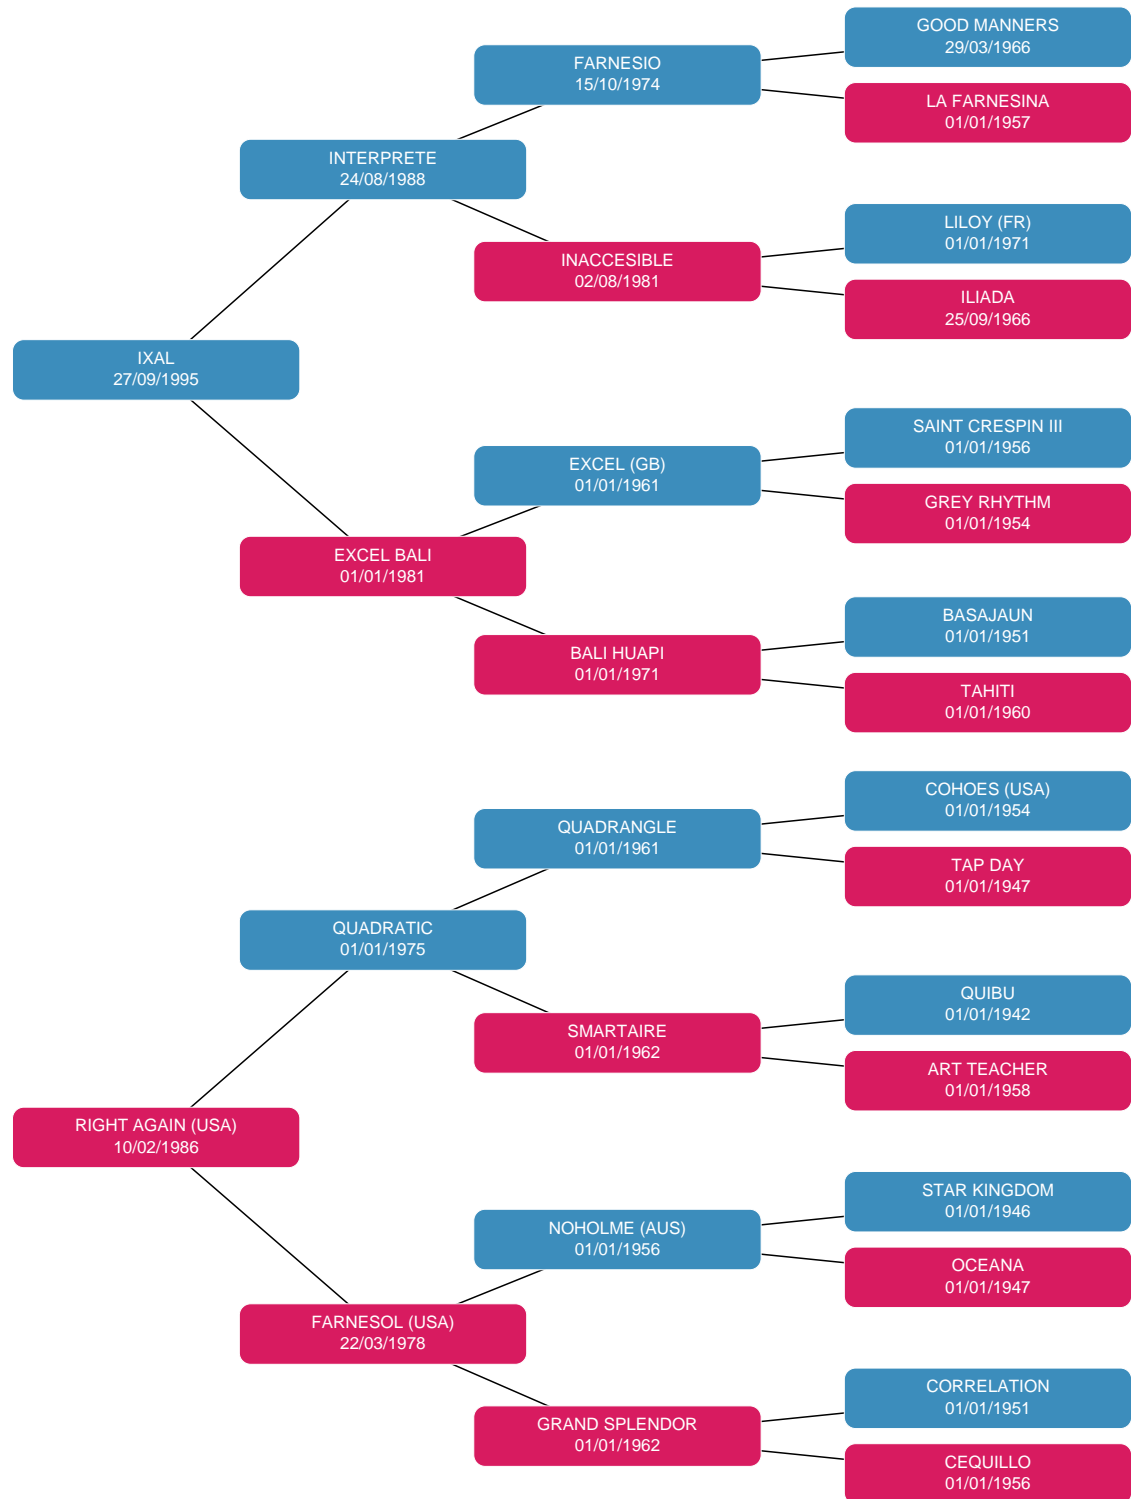 GOOD MANNERS
29/03/1966
FARNESIO
15/10/1974
LA FARNESINA
01/01/1957
INTERPRETE
24/08/1988
LILOY (FR)
01/01/1971
INACCESIBLE
02/08/1981
ILIADA
25/09/1966
IXAL
27/09/1995
SAINT CRESPIN III
01/01/1956
EXCEL (GB)
01/01/1961
GREY RHYTHM
01/01/1954
EXCEL BALI
01/01/1981
BASAJAUN
01/01/1951
BALI HUAPI
01/01/1971
TAHITI
01/01/1960
COHOES (USA)
01/01/1954
QUADRANGLE
01/01/1961
TAP DAY
01/01/1947
QUADRATIC
01/01/1975
QUIBU
01/01/1942
SMARTAIRE
01/01/1962
ART TEACHER
01/01/1958
RIGHT AGAIN (USA)
10/02/1986
STAR KINGDOM
01/01/1946
NOHOLME (AUS)
01/01/1956
OCEANA
01/01/1947
FARNESOL (USA)
22/03/1978
CORRELATION
01/01/1951
GRAND SPLENDOR
01/01/1962
CEQUILLO
01/01/1956